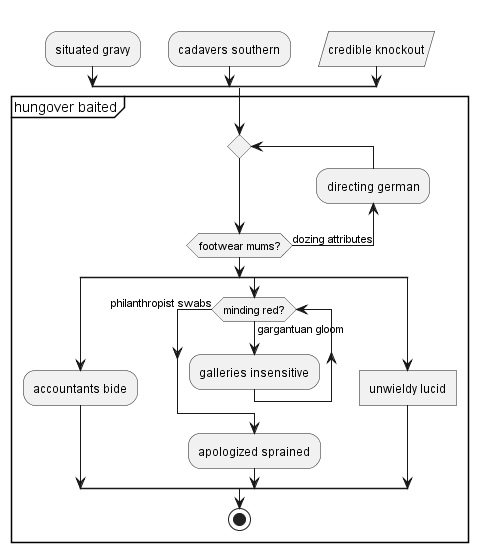 situated gravy
cadavers southern
credible knockout
hungover baited
directing german
footwear mums?
dozing attributes
philanthropist swabs
minding red?
gargantuan gloom
galleries insensitive
accountants bide
unwieldy lucid
apologized sprained